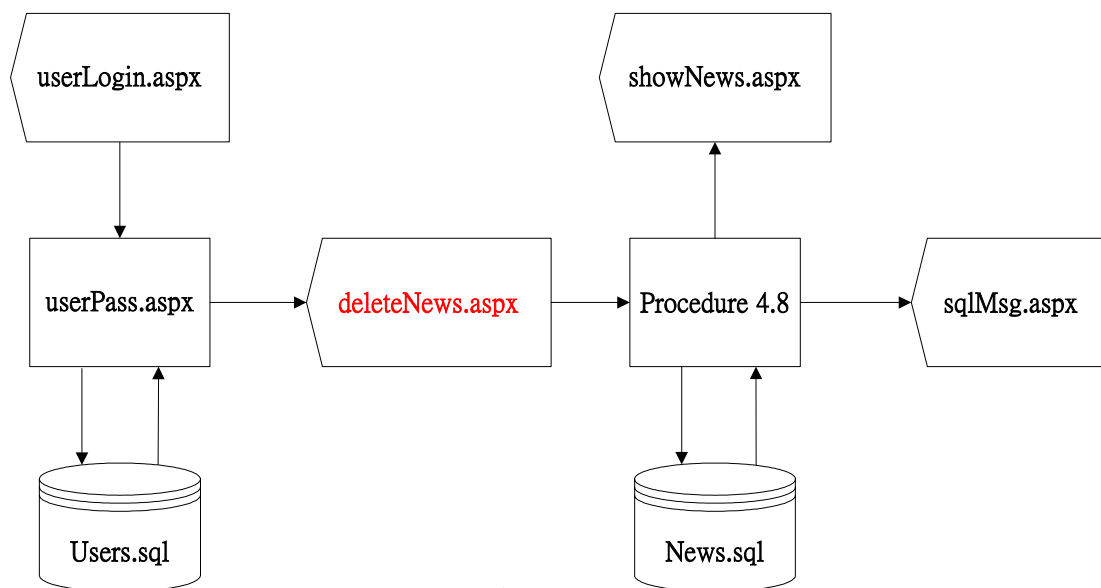 userLogin.aspx
showNews.aspx
userPass.aspx
deleteNews.aspx
Procedure 4.8
sqlMsg.aspx
Users.sql
News.sql